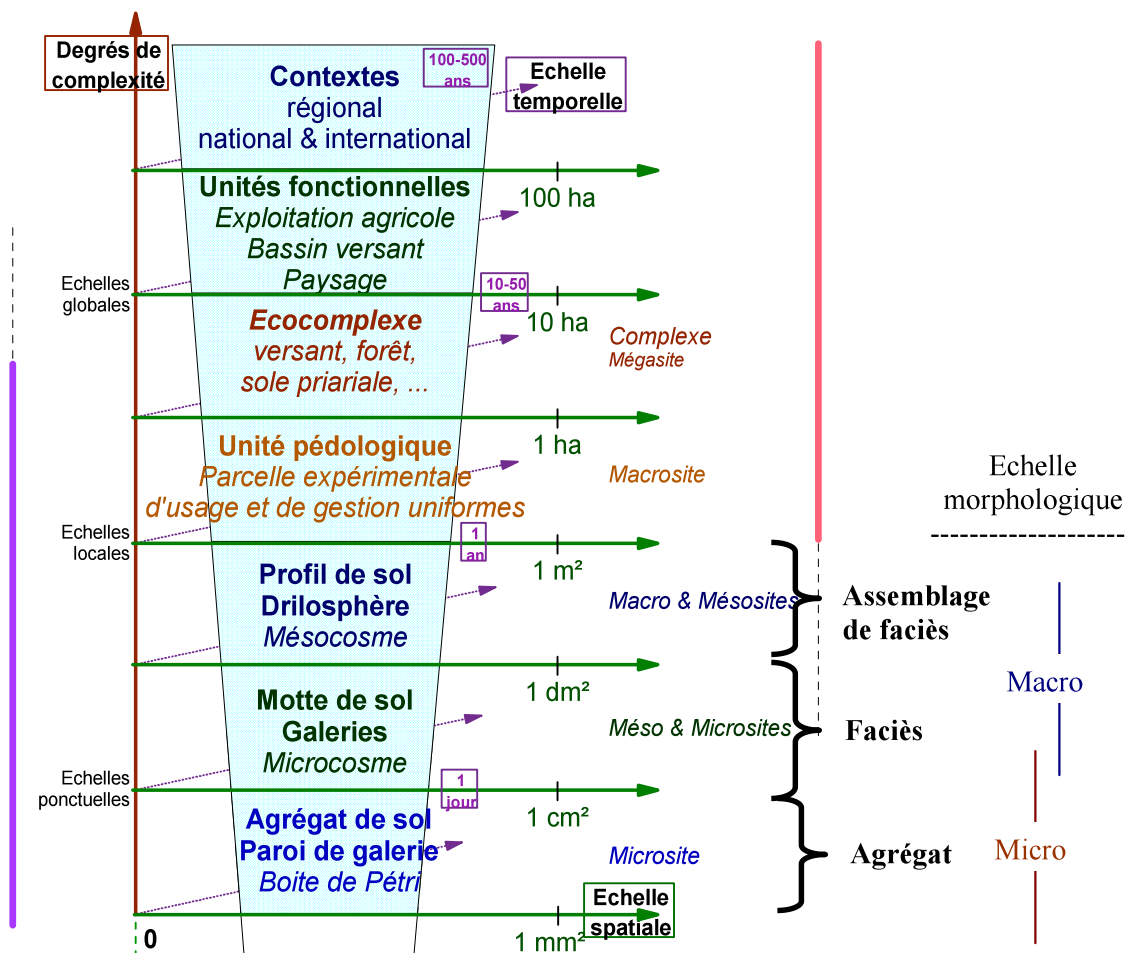 Degrés de
complexité
Contextes
régional
national & international
100-500
ans
Echelle
temporelle
100 ha
Unités fonctionnelles
Exploitation agricole
Bassin versant
Paysage
Echelles
globales
10-50
ans
10 ha
Ecocomplexe
versant, forêt,
sole priariale, ...
Complexe
Mégasite
1 ha
Unité pédologique
Parcelle expérimentale
d'usage et de gestion uniformes
Macrosite
Echelle
morphologique
Echelles
locales
1
an
1 m²
Profil de sol
Drilosphère
Mésocosme
Macro & Mésosites
Assemblage
de faciès
1 dm²
Macro
Motte de sol
Galeries
Microcosme
Méso & Microsites
Faciès
Echelles
ponctuelles
1
jour
1 cm²
Agrégat de sol
Paroi de galerie
Boite de Pétri
Microsite
Agrégat
Micro
Echelle
spatiale
0
1 mm²